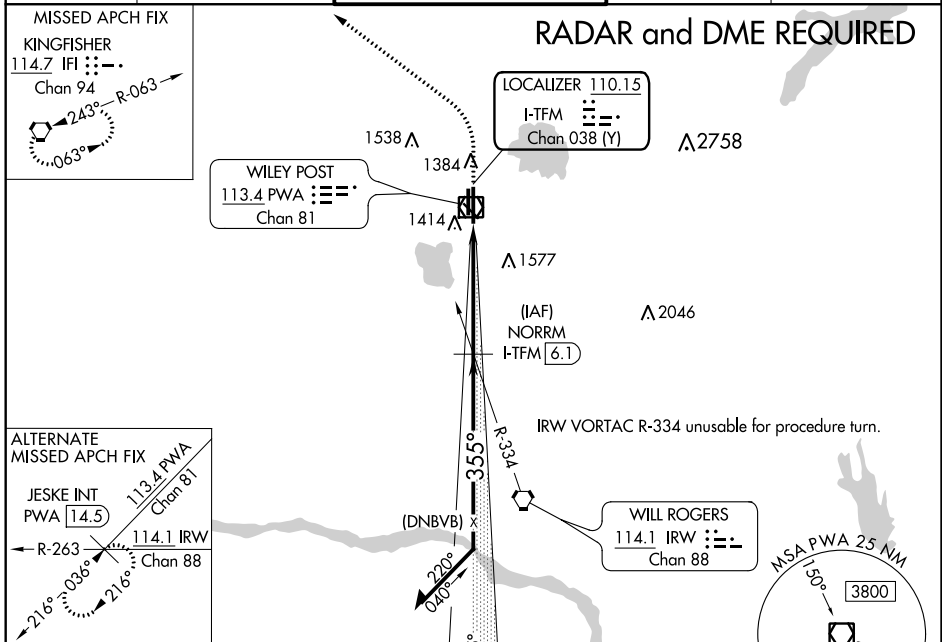 MISSED APCH FIX
KINGFISHER
114.7 IFI
Chan 94
R-063
243°
063°
RADAR and DME REQUIRED
LOCALIZER 110.15
I-TFM
Chan 038 (Y)
1538
1384
2758
WILEY POST
113.4 PWA
Chan 81
1414
1577
(IAF)
NORRM
I-TFM 6.1
2046
IRW VORTAC R-334 unusable for procedure turn.
R-334
355°
ALTERNATE
MISSED APCH FIX
JESKE INT
PWA 14.5
113.4 PWA
Chan 81
R-263
114.1 IRW
Chan 88
036°
216°
216°
(DNBVB) X
220°
040°
WILL ROGERS
114.1 IRW
Chan 88
MSA PWA 25 NM
150°
3800